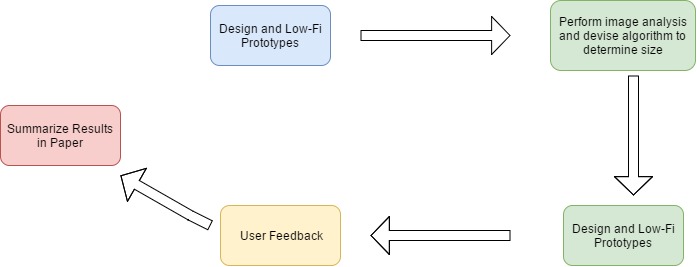 Design and Low-Fi
Prototypes
Perform image analysis
and devise algorithm to
determine size
Summarize Results
in Paper
User Feedback
Design and Low-Fi
Prototypes